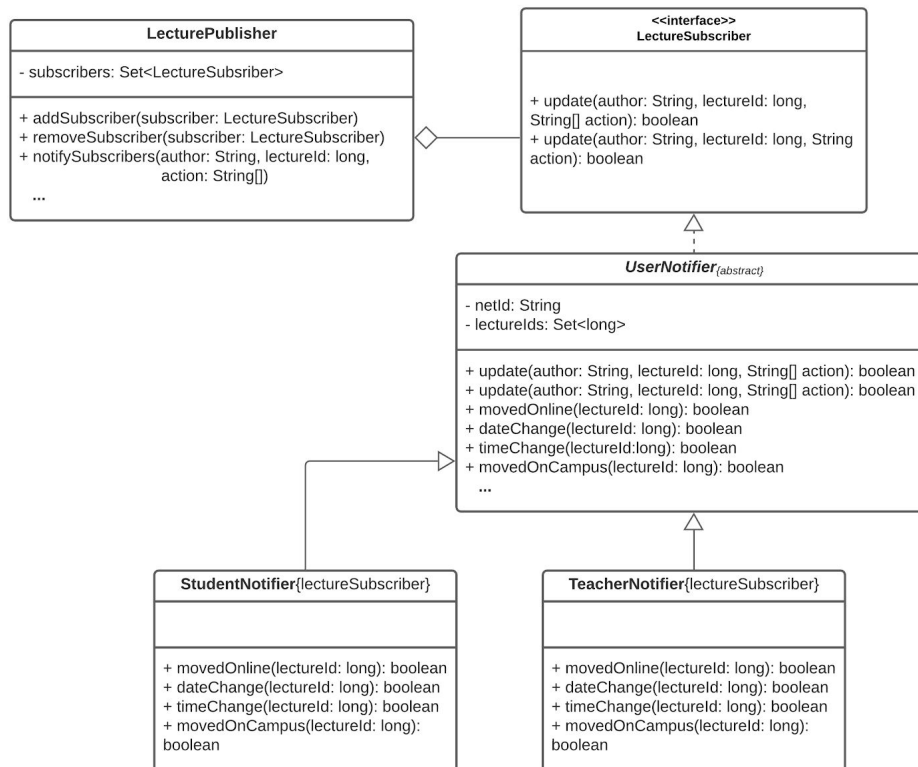 LecturePublisher
- subscribers: Set<LectureSubsriber>
+ addSubscriber(subscriber: LectureSubscriber)
+ removeSubscriber(subscriber: LectureSubscriber)
+ notifySubscribers(author: String, lectureId: long,
action: String[])
...
<<interface>>
LectureSubscriber
+ update(author: String, lectureId: long,
String[] action): boolean
+ update(author: String, lectureId: long, String
action): boolean
UserNotifier{abstract}
- netId: String
- lectureIds: Set<long>
+ update(author: String, lectureId: long, String[] action): boolean
+ update(author: String, lectureId: long, String[] action): boolean
+ movedOnline(lectureId: long): boolean
+ dateChange(lectureId: long): boolean
+ timeChange(lectureId:long): boolean
+ movedOnCampus(lectureId: long): boolean
...
StudentNotifier{lectureSubscriber}
+ movedOnline(lectureId: long): boolean
+ dateChange(lectureId: long): boolean
+ timeChange(lectureId: long): boolean
+ movedOnCampus(lectureId: long):
boolean
TeacherNotifier{lectureSubscriber}
+ movedOnline(lectureId: long): boolean
+ dateChange(lectureId: long): boolean
+ timeChange(lectureId: long): boolean
+ movedOnCampus(lectureId: long):
boolean